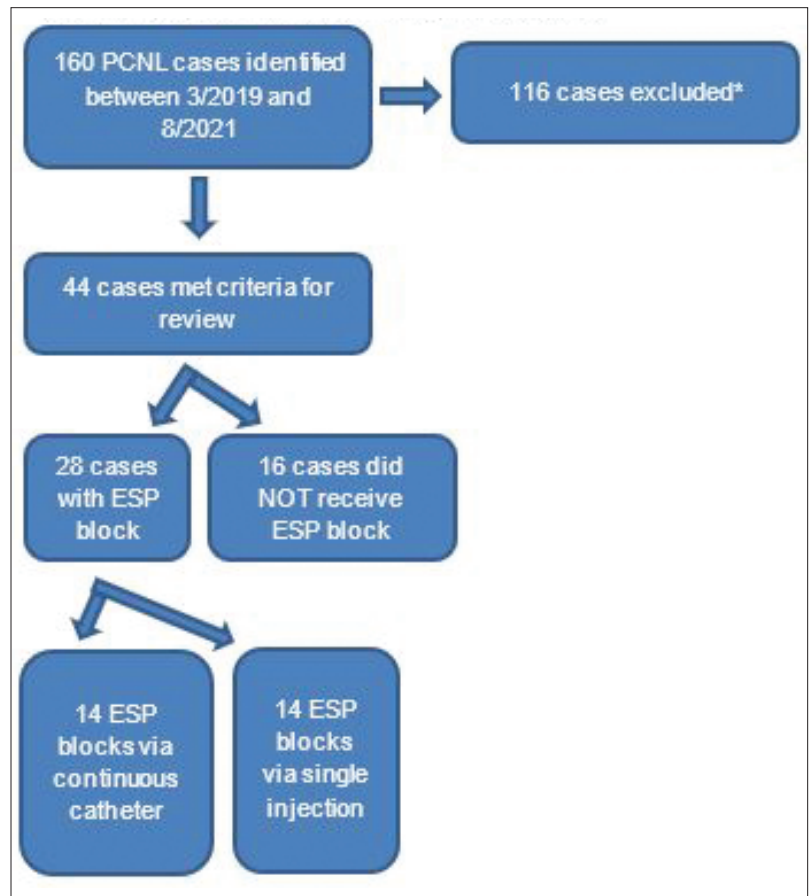 160 PCNL cases identified
between 3/2019 and
8/2021
116 cases excluded*
44 cases met criteria for
review
28 cases
with ESP
block
16 cases did
NOT receive
ESP block
14 ESP
blocks via
continuous
catheter
14 ESP
blocks
via single
injection